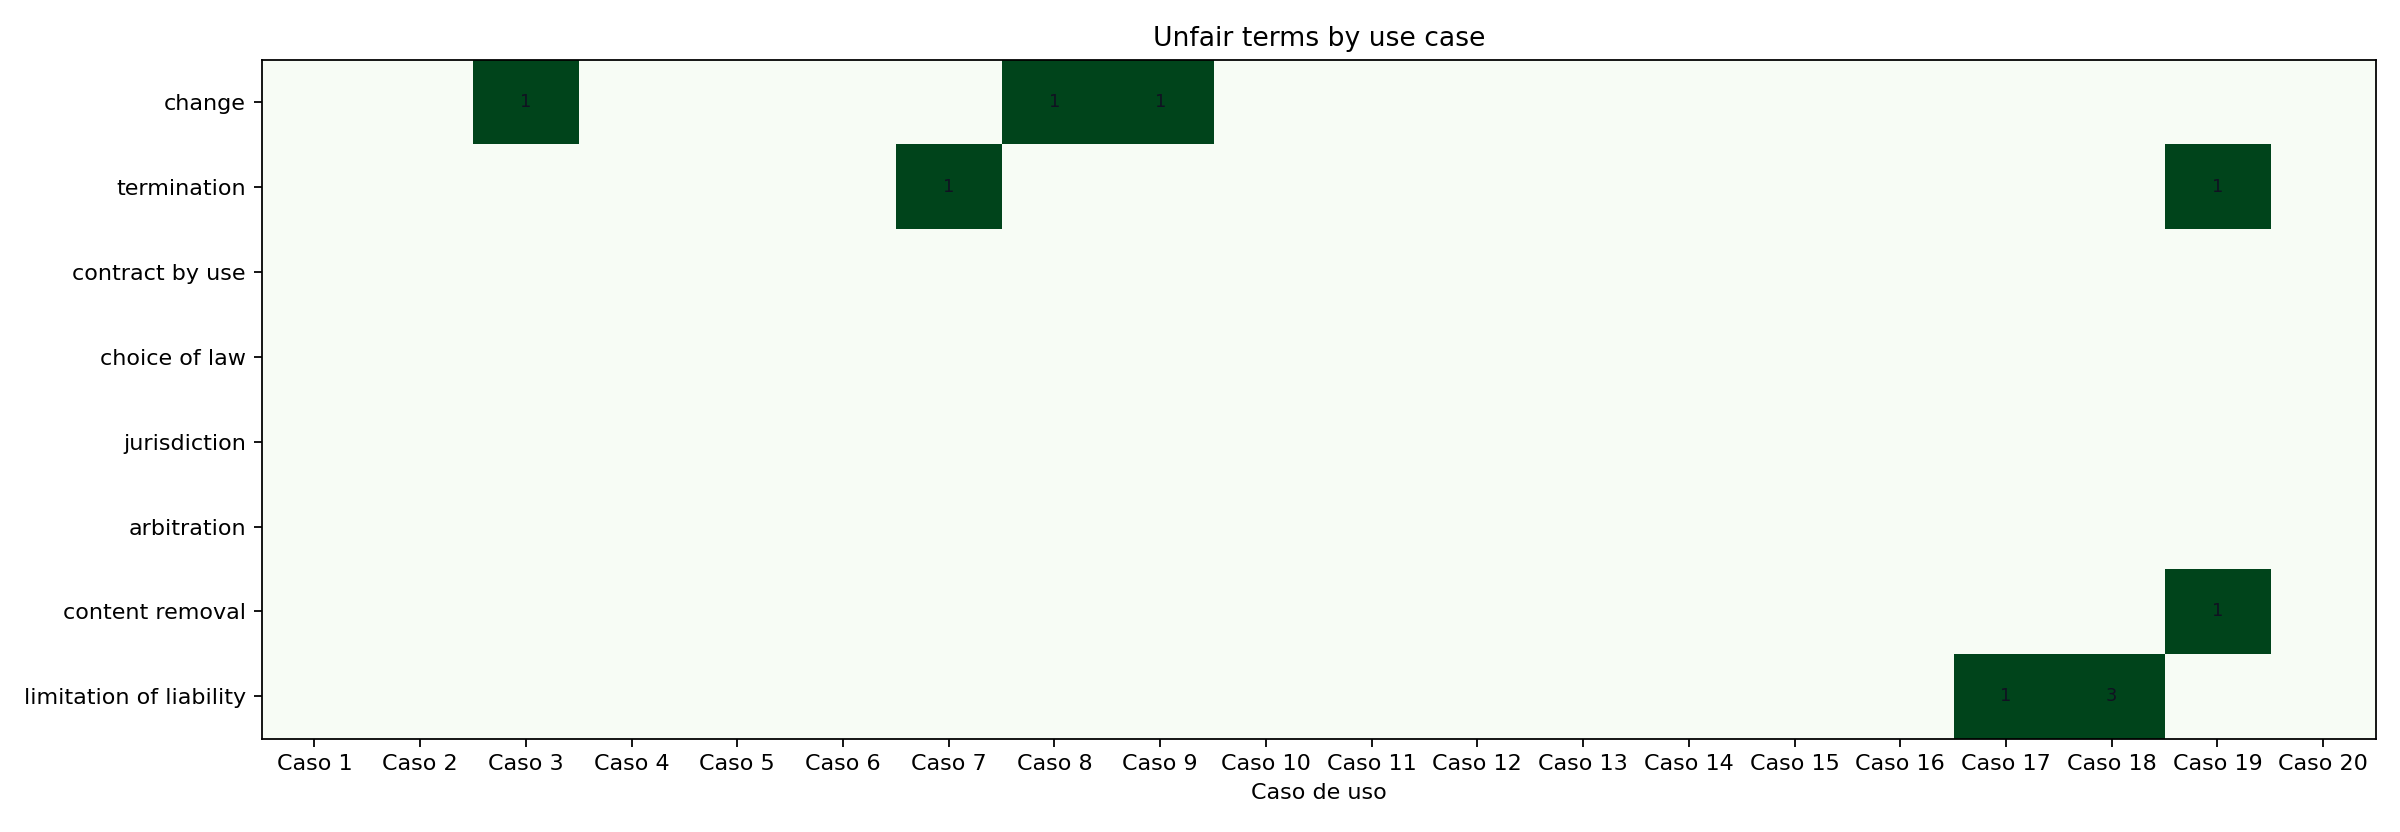 Unfair terms by use case
change 1 1 1
termination 1 1
contract by use
choice of law
jurisdiction
arbitration
content removal 1
limitation of liability 1 3
Caso 1 Caso 2 Caso 3 Caso 4 Caso 5 Caso 6 Caso 7 Caso 8 Caso 9 Caso 10 Caso 11 Caso 12 Caso 13 Caso 14 Caso 15 Caso 16 Caso 17 Caso 18 Caso 19 Caso 20
Caso de uso